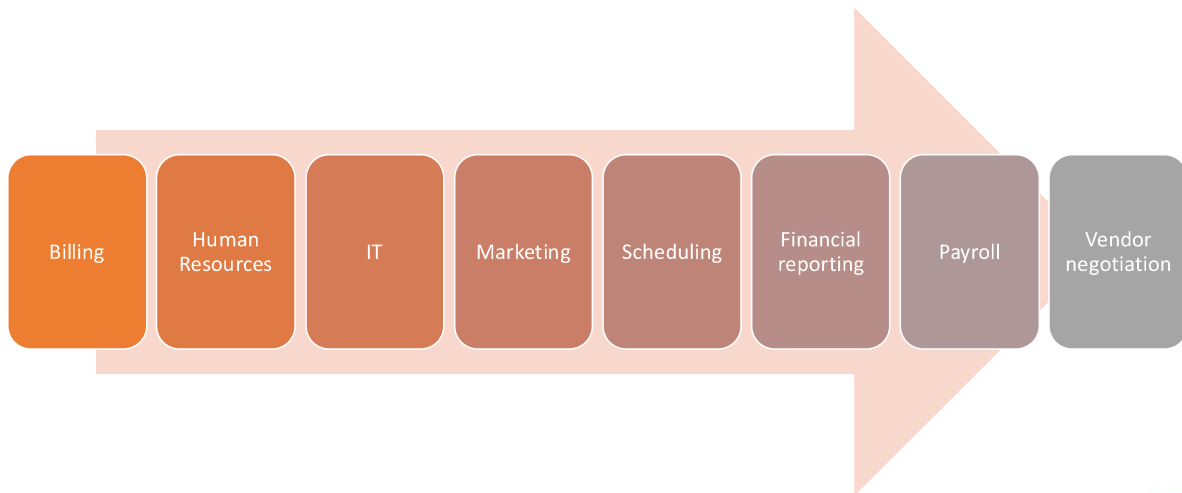 Billing
Human
Resources
IT
Marketing
Scheduling
Financial
reporting
Payroll
Vendor
negotiation